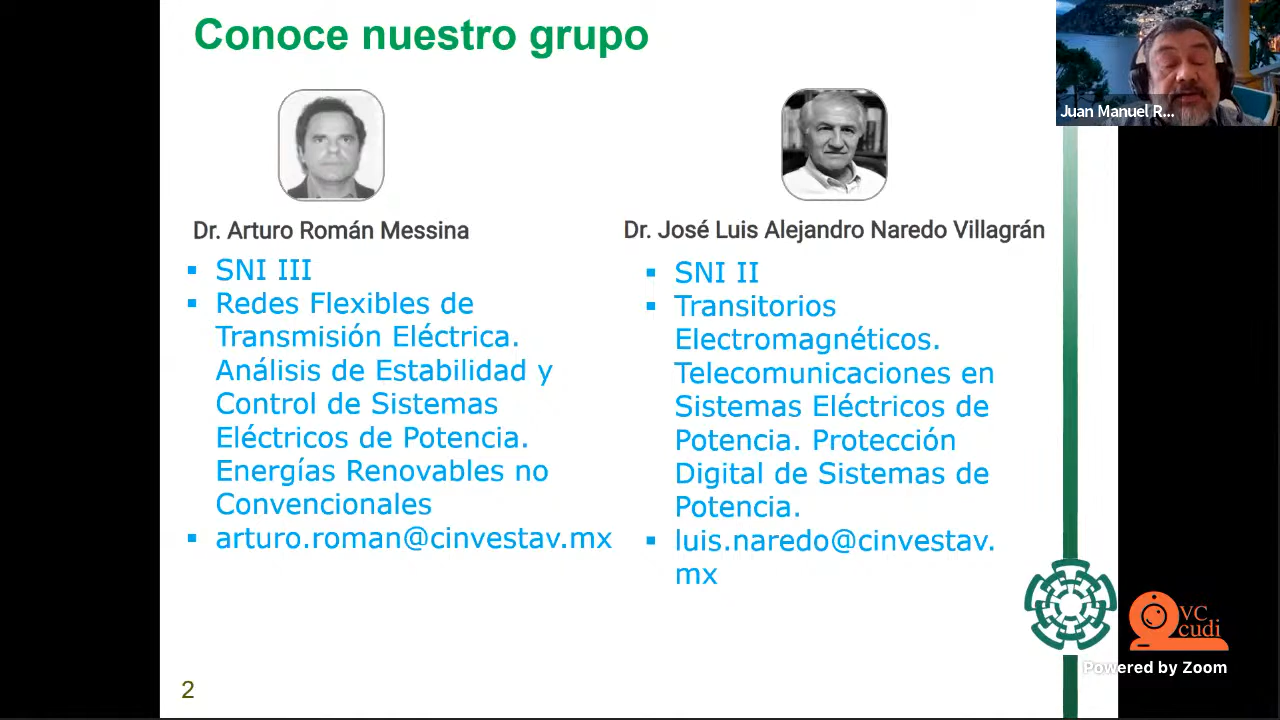 Conoce nuestro grupo
Juan Manuel R...
Dr. Arturo Román Messina
▪ SNI III
▪ Redes Flexibles de
Transmisión Eléctrica.
Análisis de Estabilidad y
Control de Sistemas
Eléctricos de Potencia.
Energías Renovables no
Convencionales
▪ arturo.roman@cinvestav.mx
Dr. José Luis Alejandro Naredo Villagrán
▪ SNI II
▪ Transitorios
Electromagnéticos.
Telecomunicaciones en
Sistemas Eléctricos de
Potencia. Protección
Digital de Sistemas de
Potencia.
▪ luis.naredo@cinvestav.
mx
VC
cudi
Powered by Zoom
2